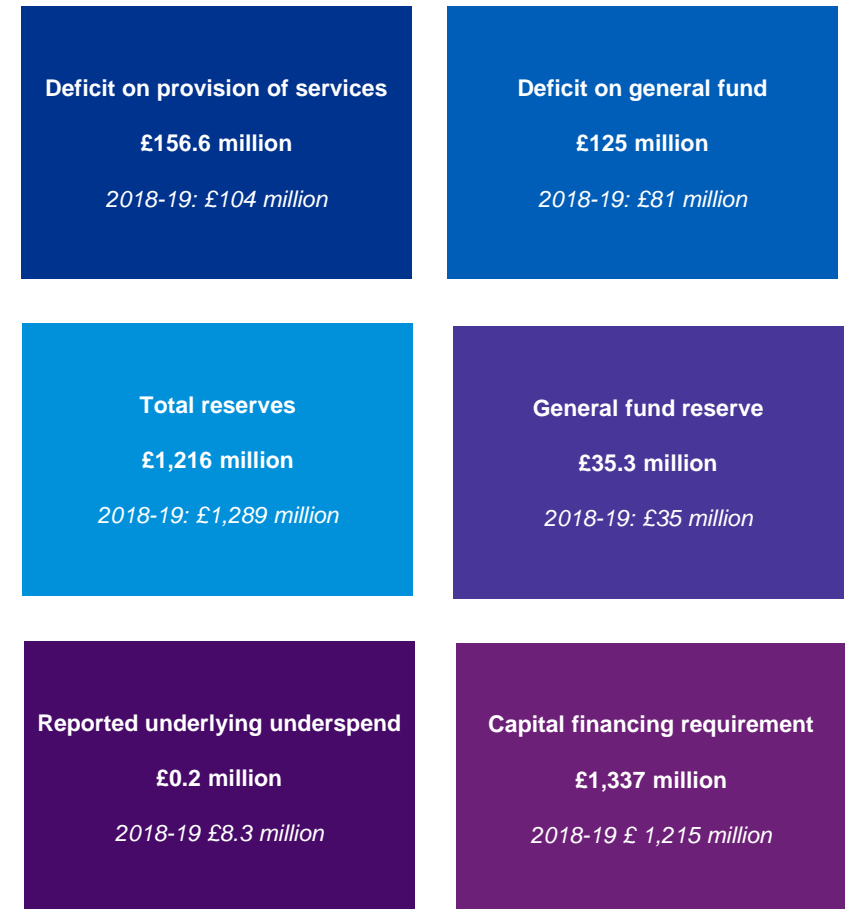 Deficit on provision of services
£156.6 million
2018-19: £104 million
Deficit on general fund
£125 million
2018-19: £81 million
Total reserves
£1,216 million
2018-19: £1,289 million
General fund reserve
£35.3 million
2018-19: £35 million
Reported underlying underspend
£0.2 million
2018-19 £8.3 million
Capital financing requirement
£1,337 million
2018-19 £ 1,215 million